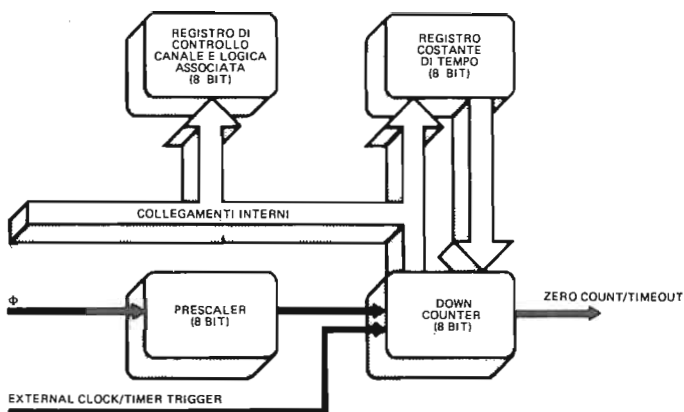 REGISTRO DI
CONTROLLO
CANALE E LOGICA
ASSOCIATA
(8 BIT)
REGISTRO
COSTANTE
DI TEMPO
(8 BIT)
COLLEGAMENTI INTERNI
Φ
PRESCALER
(8 BIT)
DOWN
COUNTER
(8 BIT)
ZERO COUNT/TIMEOUT
EXTERNAL CLOCK/TIMER TRIGGER